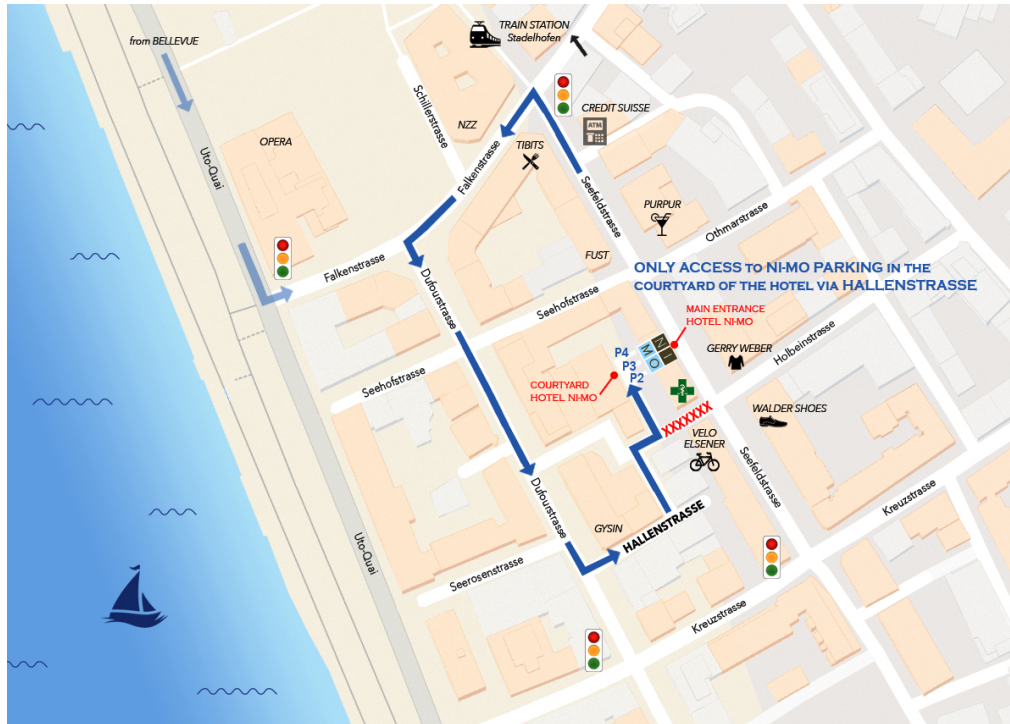 TRAIN STATION
Stadelhofen
from BELLEVUE
Schillerstrasse
CREDIT SUISSE
ATM
NZZ
OPERA
TIBITS
Uto-Quai
Falkenstrasse
Seefeldstrasse
PURPUR
Othmarstrasse
FUST
Falkenstrasse
ONLY ACCESS TO NI-MO PARKING IN THE
COURTYARD OF THE HOTEL VIA HALLENSTRASSE
Dufourstrasse
Seehofstrasse
MAIN ENTRANCE
HOTEL NI-MO
NI
MO
GERRY WEBER
Holbeinstrasse
P4
P3
P2
Seehofstrasse
COURTYARD
HOTEL NI-MO
XXXXXXX
WALDER SHOES
VELO
ELSENER
Seefeldstrasse
Dufourstrasse
Kreuzstrasse
GYSIN
HALLENSTRASSE
Uto-Quai
Seerosenstrasse
Kreuzstrasse